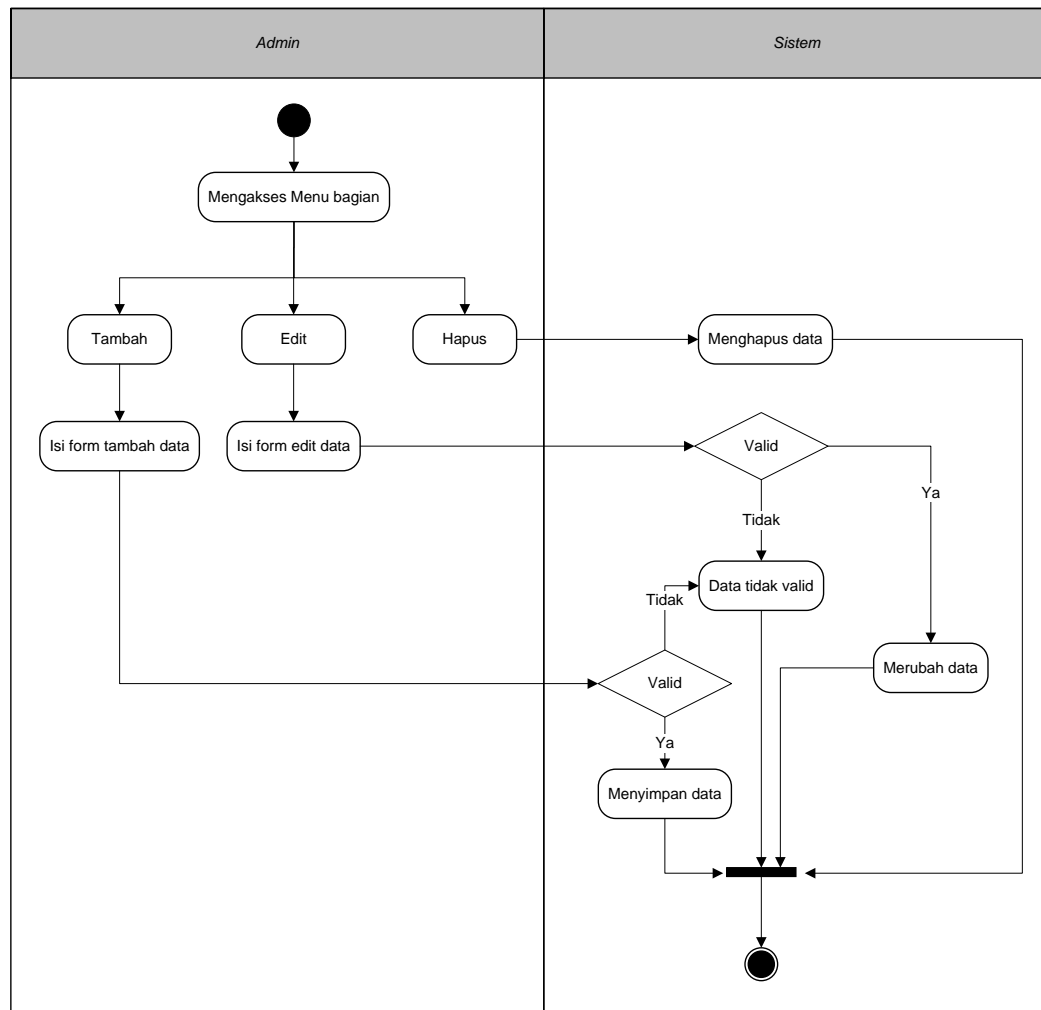 Admin
Sistem
Mengakses Menu bagian
Tambah
Edit
Hapus
Menghapus data
Isi form tambah data
Isi form edit data
Valid
Ya
Tidak
Data tidak valid
Tidak
Valid
Merubah data
Ya
Menyimpan data